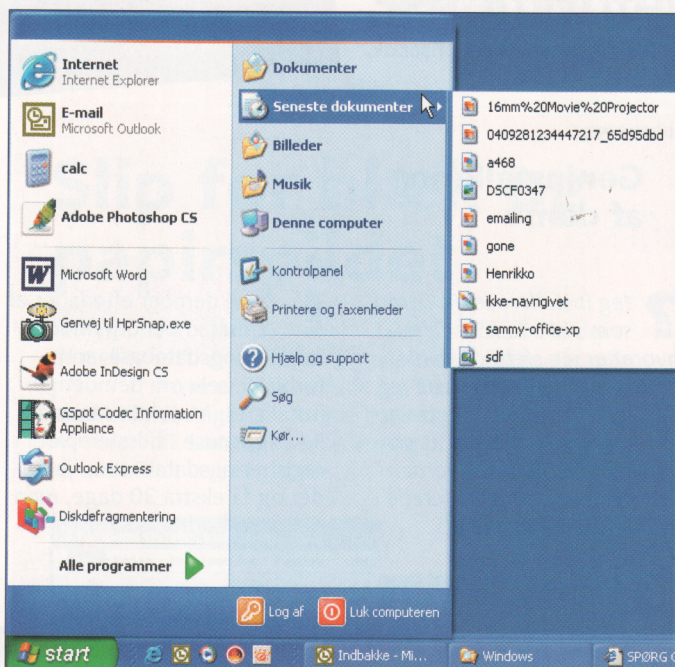 Internet
Internet Explorer
E-mail
Microsoft Outlook
calc
Adobe Photoshop CS
Microsoft Word
Genvej til HprSnap.exe
Adobe InDesign CS
GSpot Codec Information
Appliance
Outlook Express
Diskdefragmentering
Alle programmer
Dokumenter
Seneste dokumenter
Billeder
Musik
Denne computer
Kontrolpanel
Printere og faxenheder
Hjælp og support
Søg
Kør...
16mm%20Movie%20Projector
0409281234447217_65d95dbd
a468
DSCF0347
emailing
gone
Henrikko
ikke-navngivet
sammy-office-xp
sdf
Log af
Luk computeren
start
Indbakke - Mi...
Windows
SPØRG